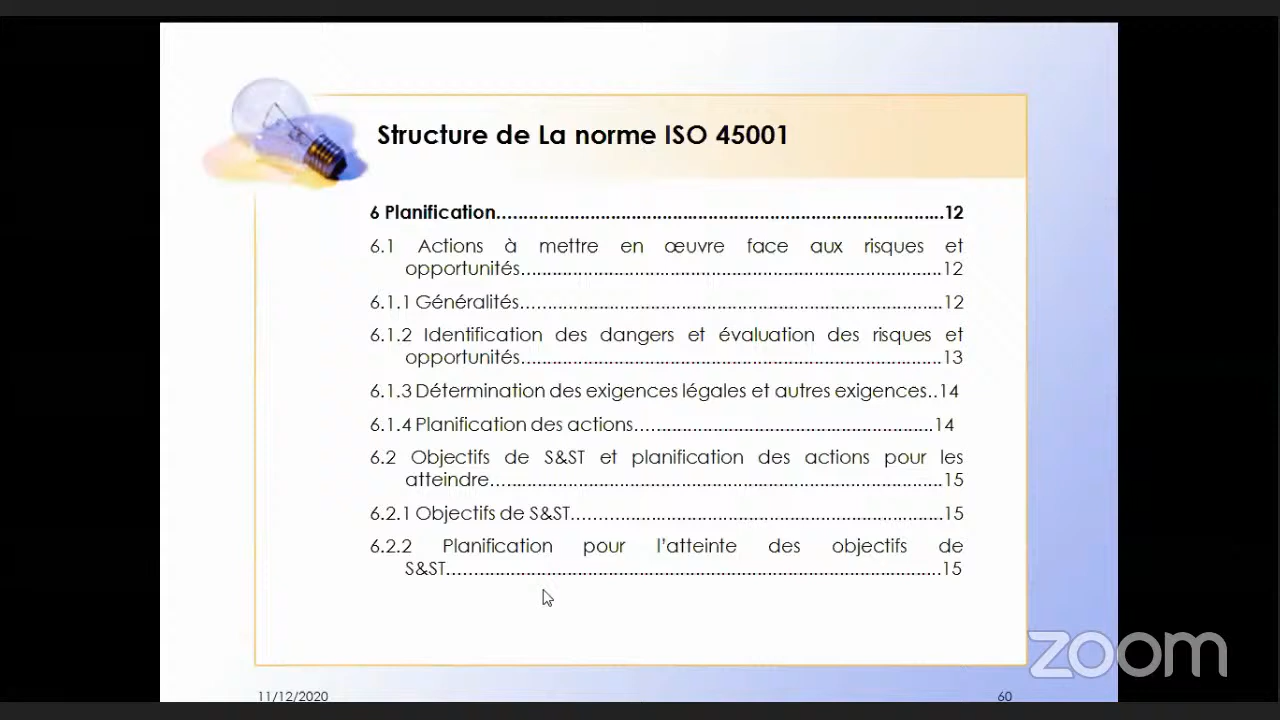 Structure de La norme ISO 45001
6 Planification.....................................................................................12
6.1 Actions à mettre en œuvre face aux risques et
opportunités................................................................................12
6.1.1 Généralités................................................................................12
6.1.2 Identification des dangers et évaluation des risques et
opportunités................................................................................13
6.1.3 Détermination des exigences légales et autres exigences..14
6.1.4 Planification des actions.........................................................14
6.2 Objectifs de S&ST et planification des actions pour les
atteindre.....................................................................................15
6.2.1 Objectifs de S&ST......................................................................15
6.2.2 Planification pour l'atteinte des objectifs de
S&ST.............................................................................................15
zoom
11/12/2020
60